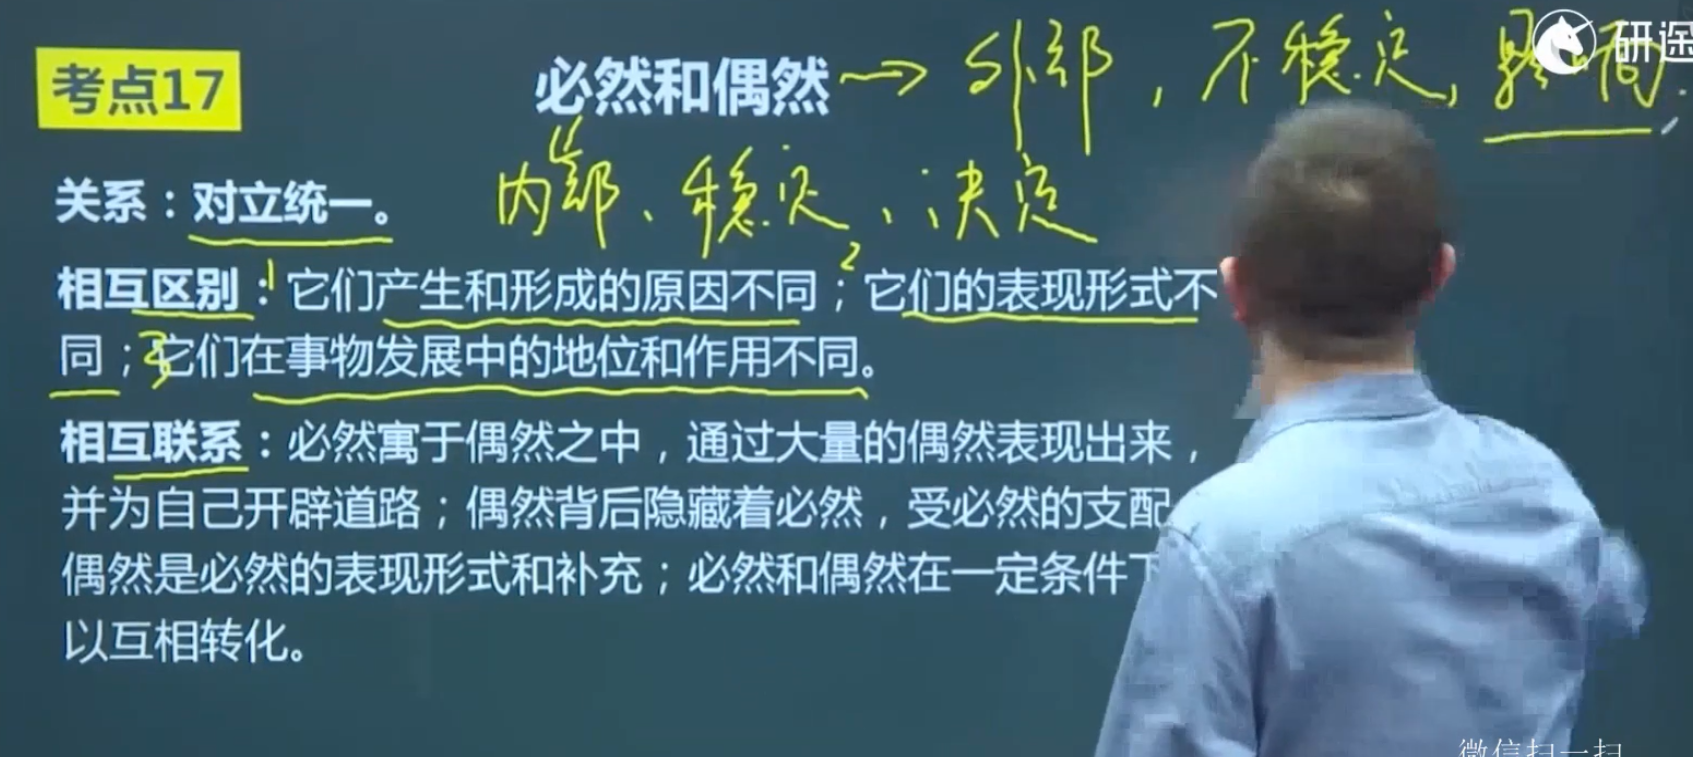 研途
考点17 必然和偶然 → 外部，不稳定，影响
关系：对立统一。 内部、稳定、决定
相互区别：1它们产生和形成的原因不同；2它们的表现形式不
同；3它们在事物发展中的地位和作用不同。
相互联系：必然寓于偶然之中，通过大量的偶然表现出来，
并为自己开辟道路；偶然背后隐藏着必然，受必然的支配
偶然是必然的表现形式和补充；必然和偶然在一定条件下
以互相转化。
微信扫一扫